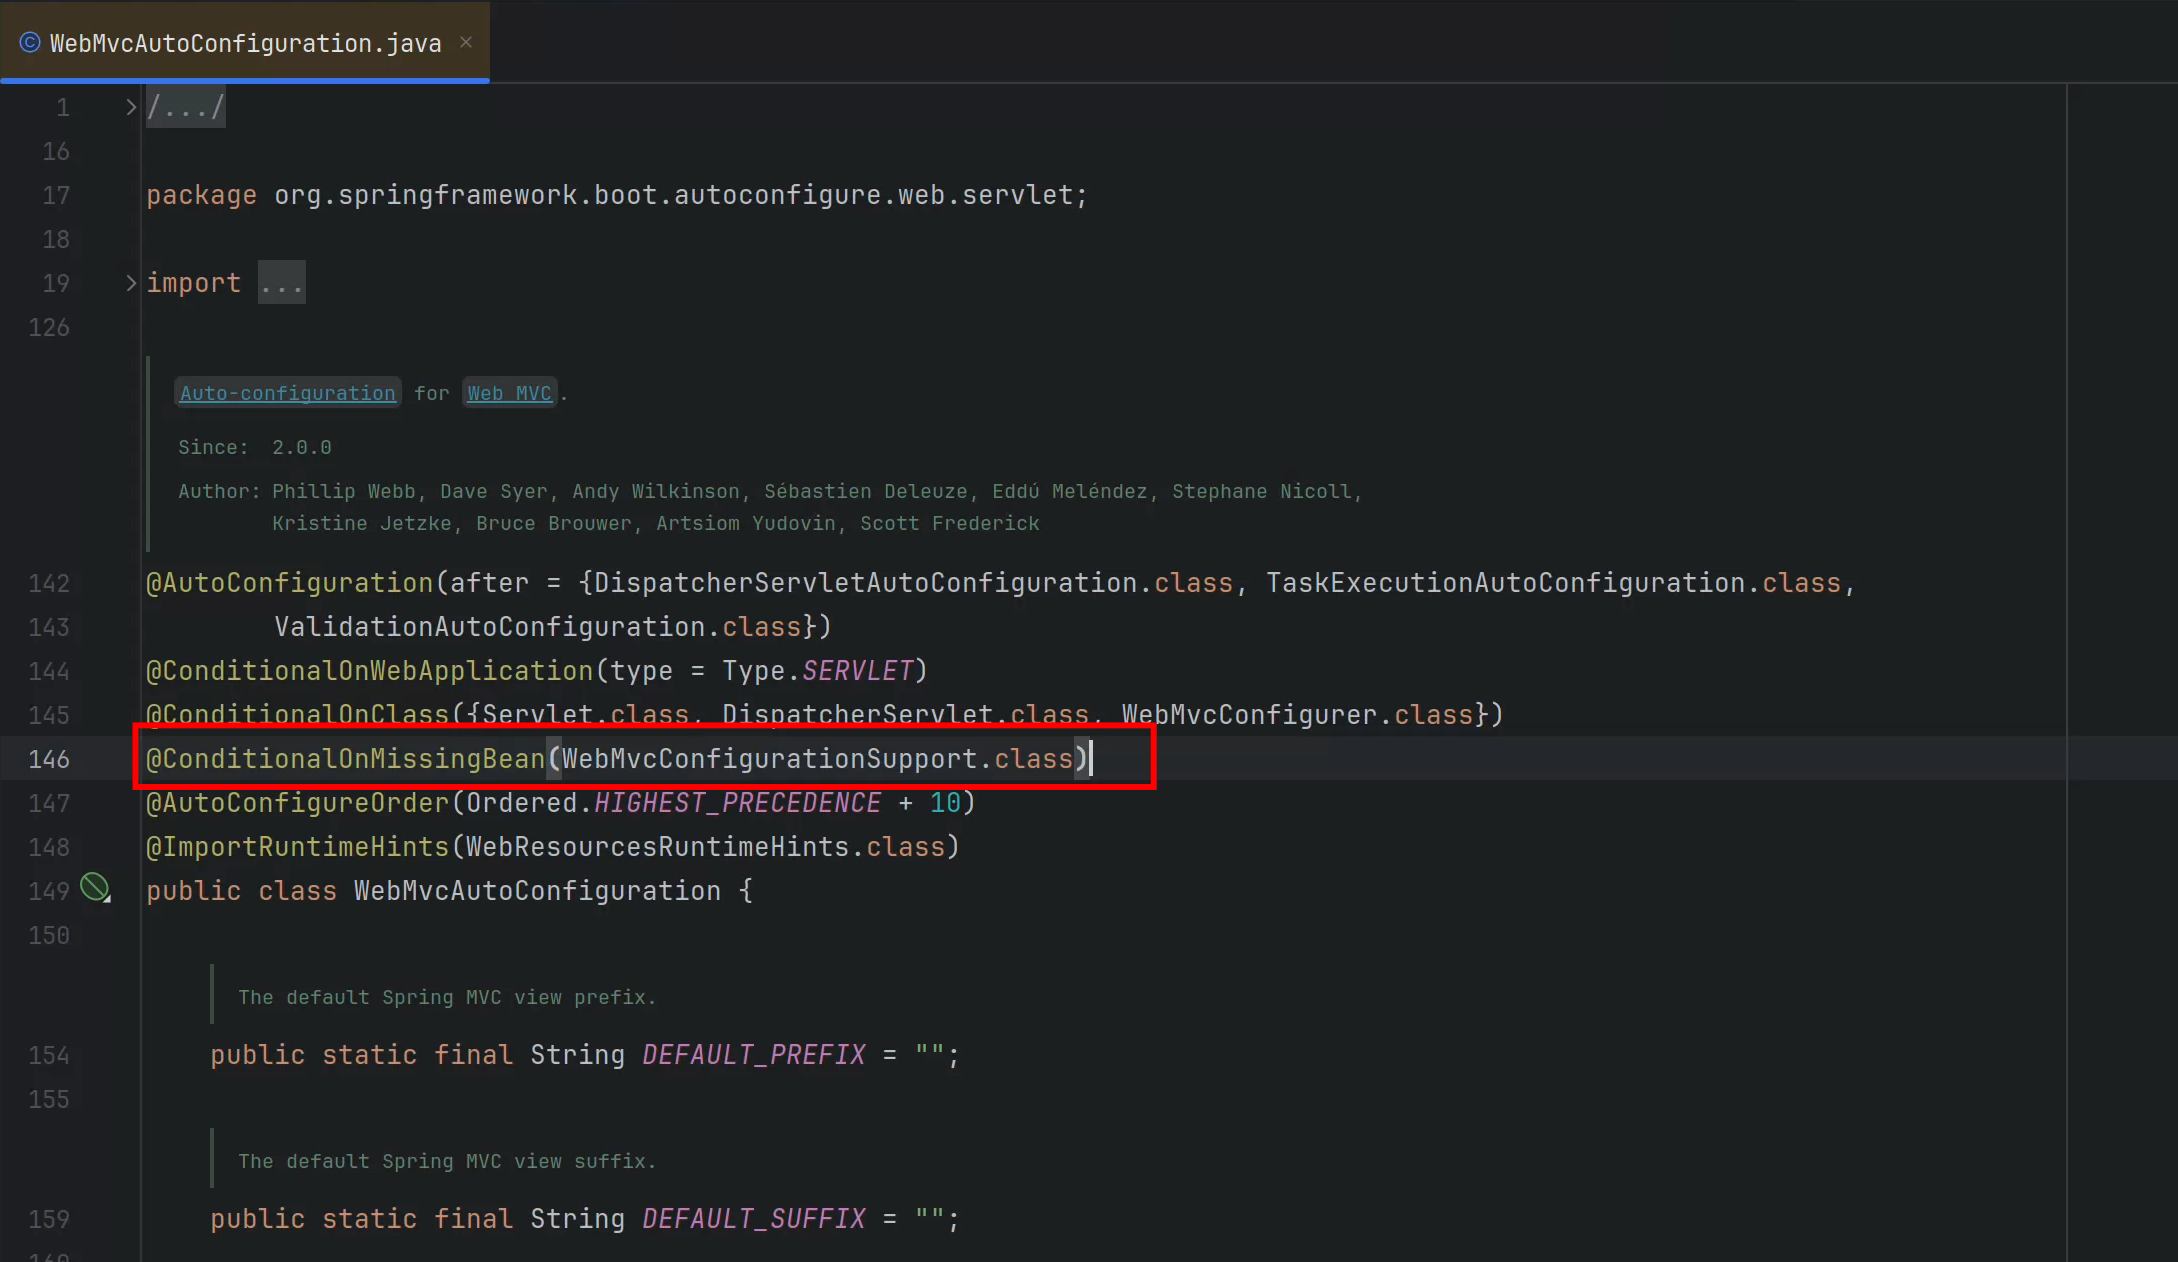 WebMvcAutoConfiguration.java
1 /.../
16
17 package org.springframework.boot.autoconfigure.web.servlet;
18
19 import ...
126
Auto-configuration for Web MVC.
Since: 2.0.0
Author: Phillip Webb, Dave Syer, Andy Wilkinson, Sébastien Deleuze, Eddú Meléndez, Stephane Nicoll,
Kristine Jetzke, Bruce Brouwer, Artsiom Yudovin, Scott Frederick
142 @AutoConfiguration(after = {DispatcherServletAutoConfiguration.class, TaskExecutionAutoConfiguration.class,
143 ValidationAutoConfiguration.class})
144 @ConditionalOnWebApplication(type = Type.SERVLET)
145 @ConditionalOnClass({Servlet.class, DispatcherServlet.class, WebMvcConfigurer.class})
146 @ConditionalOnMissingBean(WebMvcConfigurationSupport.class)
147 @AutoConfigureOrder(Ordered.HIGHEST_PRECEDENCE + 10)
148 @ImportRuntimeHints(WebResourcesRuntimeHints.class)
149 public class WebMvcAutoConfiguration {
150
The default Spring MVC view prefix.
154 public static final String DEFAULT_PREFIX = "";
155
The default Spring MVC view suffix.
159 public static final String DEFAULT_SUFFIX = "";
160